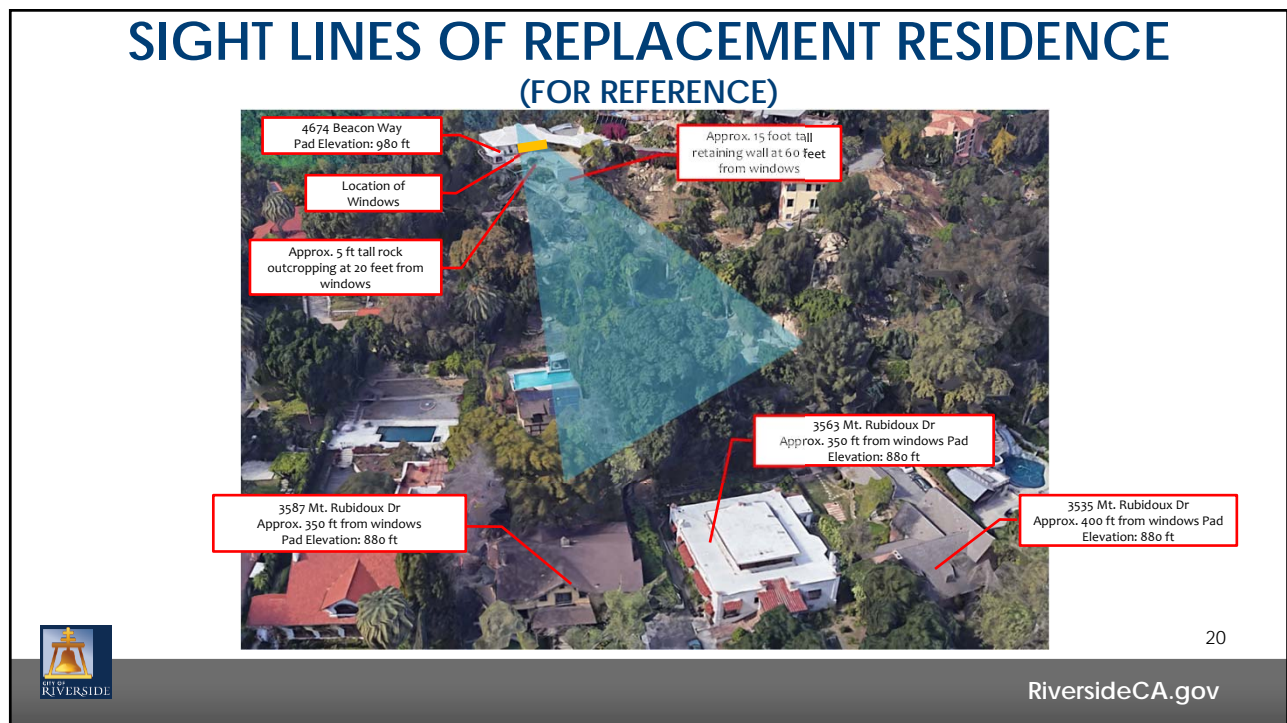 SIGHT LINES OF REPLACEMENT RESIDENCE
(FOR REFERENCE)
4674 Beacon Way
Pad Elevation: 980 ft
Approx. 15 foot tall
retaining wall at 60 feet
from windows
Location of
Windows
Approx. 5 ft tall rock
outcropping at 20 feet from
windows
3563 Mt. Rubidoux Dr
Approx. 350 ft from windows Pad
Elevation: 880 ft
3587 Mt. Rubidoux Dr
Approx. 350 ft from windows
Pad Elevation: 880 ft
3535 Mt. Rubidoux Dr
Approx. 400 ft from windows Pad
Elevation: 880 ft
20
CITY OF
RIVERSIDE
RiversideCA.gov